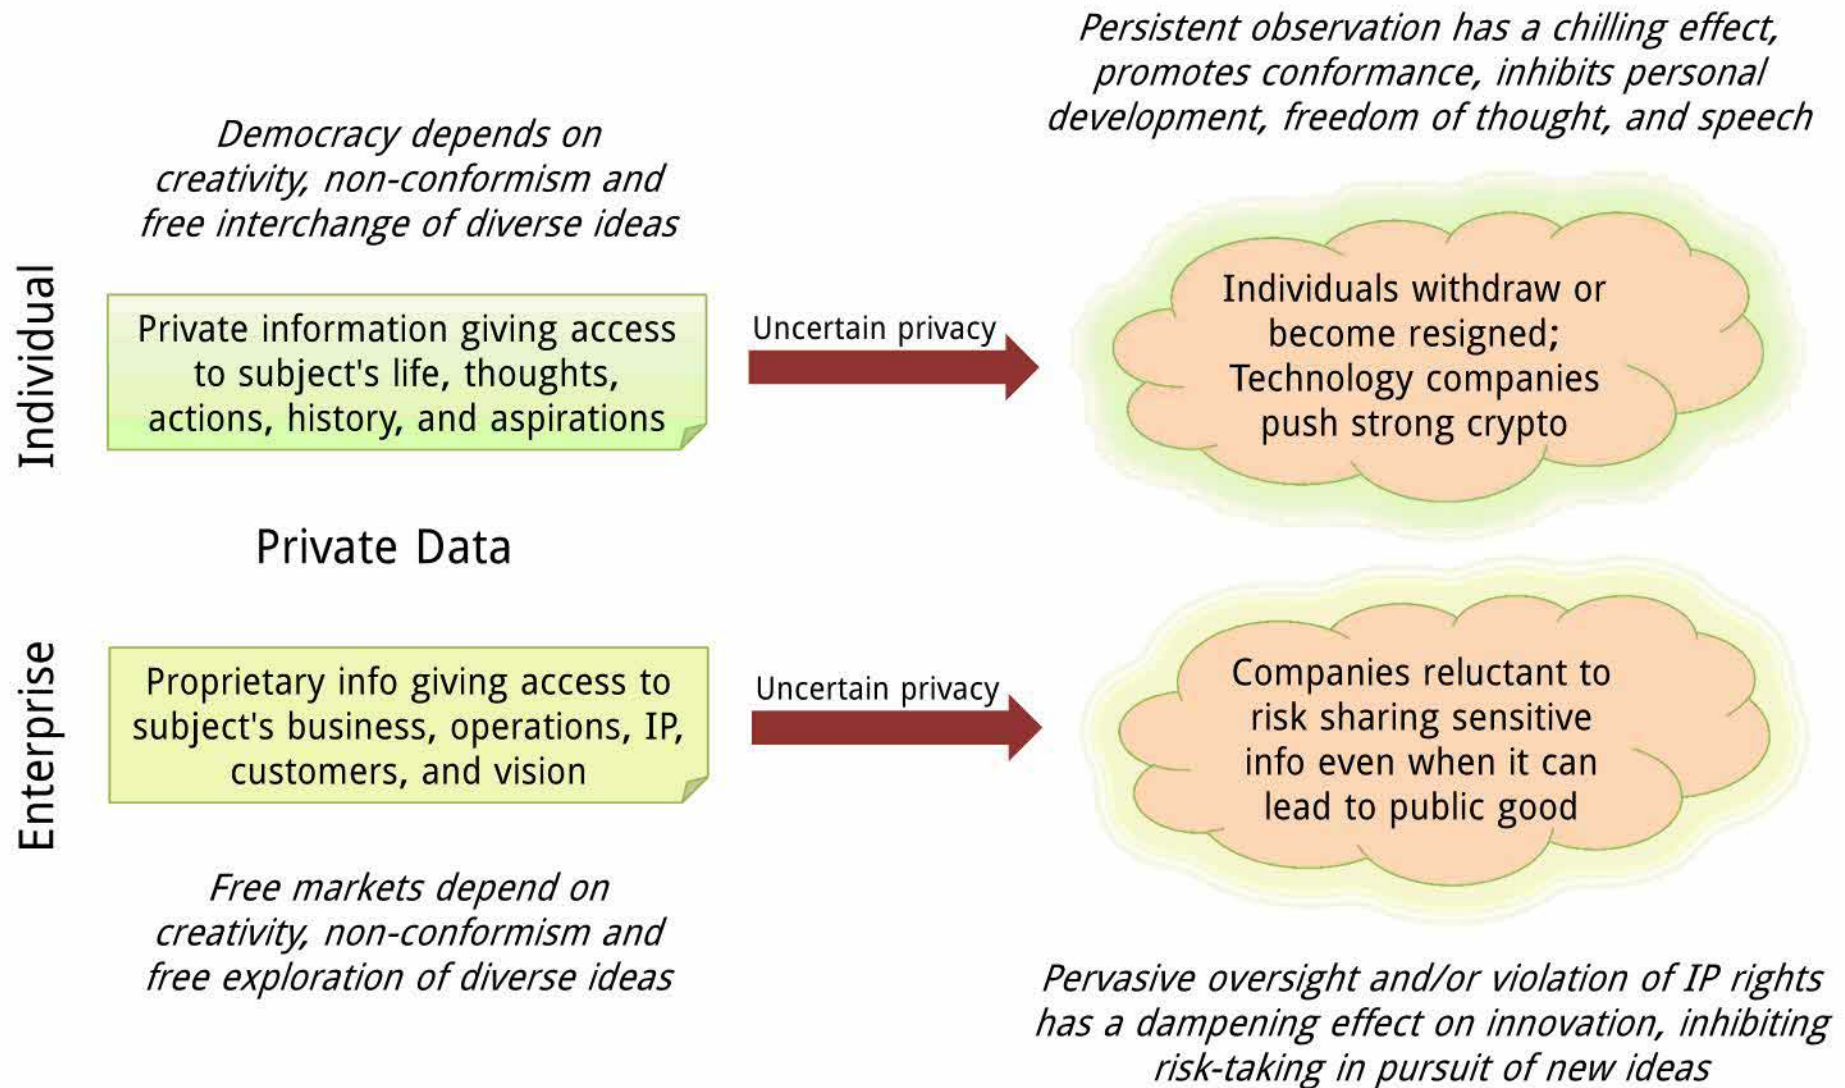 Persistent observation has a chilling effect,
promotes conformance, inhibits personal
development, freedom of thought, and speech
Democracy depends on
creativity, non-conformism and
free interchange of diverse ideas
Individual
Private information giving access
to subject's life, thoughts,
actions, history, and aspirations
Uncertain privacy
Individuals withdraw or
become resigned;
Technology companies
push strong crypto
Private Data
Enterprise
Proprietary info giving access to
subject's business, operations, IP,
customers, and vision
Uncertain privacy
Companies reluctant to
risk sharing sensitive
info even when it can
lead to public good
Free markets depend on
creativity, non-conformism and
free exploration of diverse ideas
Pervasive oversight and/or violation of IP rights
has a dampening effect on innovation, inhibiting
risk-taking in pursuit of new ideas